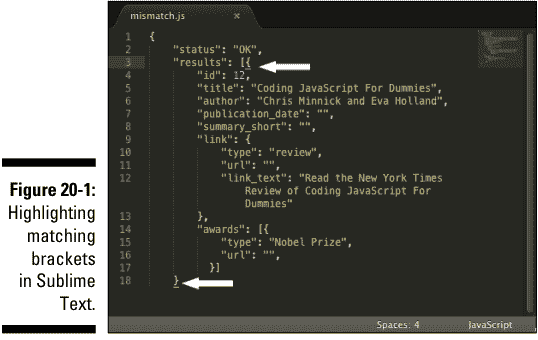 mismatch.js ×
1 {
2 "status": "OK",
3 "results": [{
4 "id": 12,
5 "title": "Coding JavaScript For Dummies",
6 "author": "Chris Minnick and Eva Holland",
7 "publication_date": "",
8 "summary_short": "",
9 "link": {
10 "type": "review",
11 "url": "",
12 "link_text": "Read the New York Times
Review of Coding JavaScript For
Dummies"
13 },
14 "awards": [{
15 "type": "Nobel Prize",
16 "url": "",
17 }]
18 }
Spaces: 4 JavaScript
Figure 20-1:
Highlighting
matching
brackets
in Sublime
Text.